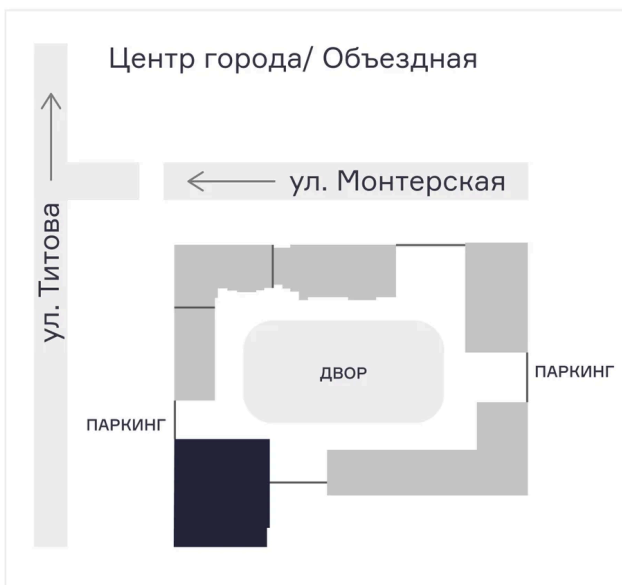 Центр города/ Объездная
ул. Монтерская
ул. Титова
ДВОР
ПАРКИНГ
ПАРКИНГ